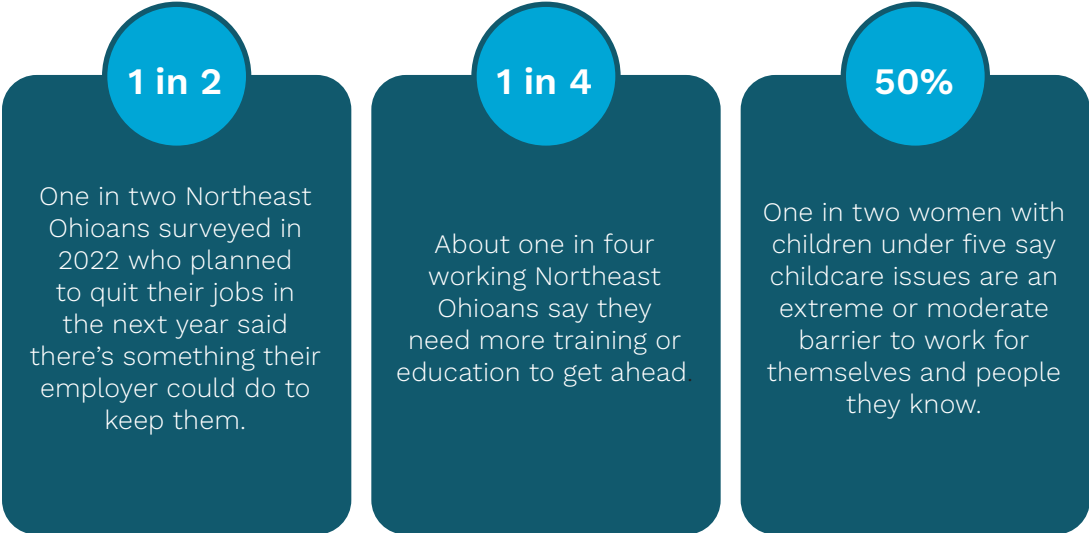 1 in 2
One in two Northeast
Ohioans surveyed in
2022 who planned
to quit their jobs in
the next year said
there’s something their
employer could do to
keep them.
1 in 4
About one in four
working Northeast
Ohioans say they
need more training or
education to get ahead.
50%
One in two women with
children under five say
childcare issues are an
extreme or moderate
barrier to work for
themselves and people
they know.